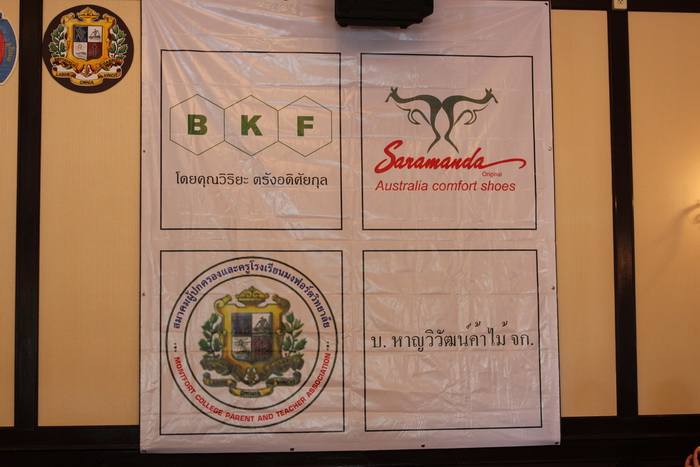 LABOR OMNIA VINCIT
BKF
โดยคุณวิริยะ ตรังอดิศัยกุล
Saramanda
Original
Australia comfort shoes
สมาคมผู้ปกครองและครูโรงเรียนมงฟอร์ตวิทยาลัย
MONTFORT COLLEGE PARENT AND TEACHER ASSOCIATION
บ. หาญวิวัฒน์ค้าไม้ จก.